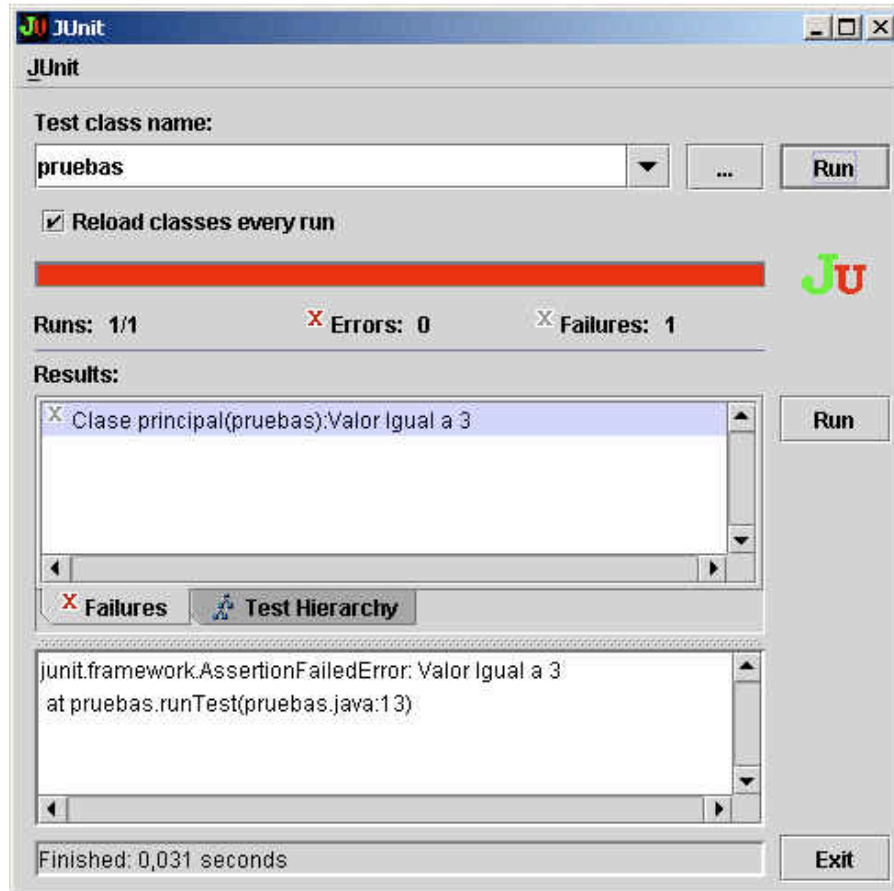 JU JUnit
JUnit
Test class name:
pruebas
...
Run
Reload classes every run
JU
Runs: 1/1
X Errors: 0
X Failures: 1
Results:
X Clase principal(pruebas):Valor Igual a 3
Run
X Failures
Test Hierarchy
junit.framework.AssertionFailedError: Valor Igual a 3
at pruebas.runTest(pruebas.java:13)
Finished: 0,031 seconds
Exit